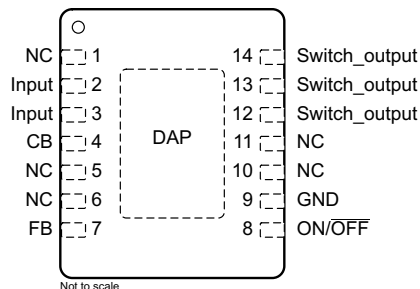 NC 1 14 Switch_output
Input 2 13 Switch_output
Input 3 12 Switch_output
CB 4 DAP 11 NC
NC 5 10 NC
NC 6 9 GND
FB 7 8 ON/OFF
Not to scale